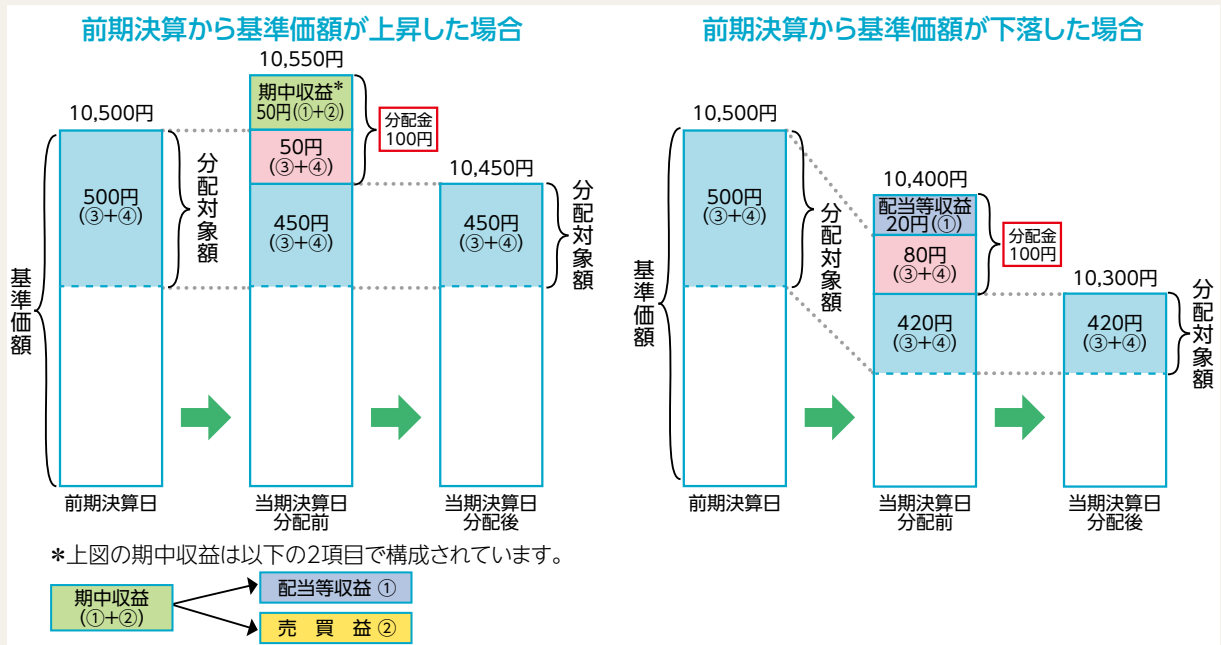 前期決算から基準価額が上昇した場合
10,500円
500円
(③+④)
分配対象額
基準価額
前期決算日
10,550円
期中収益*
50円(①+②)
50円
(③+④)
450円
(③+④)
分配金
100円
当期決算日
分配前
10,450円
450円
(③+④)
分配対象額
当期決算日
分配後
*上図の期中収益は以下の2項目で構成されています。
期中収益
(①+②)
配当等収益 ①
売 買 益 ②
前期決算から基準価額が下落した場合
10,500円
500円
(③+④)
分配対象額
基準価額
前期決算日
10,400円
配当等収益
20円(①)
80円
(③+④)
420円
(③+④)
分配金
100円
当期決算日
分配前
10,300円
420円
(③+④)
分配対象額
当期決算日
分配後